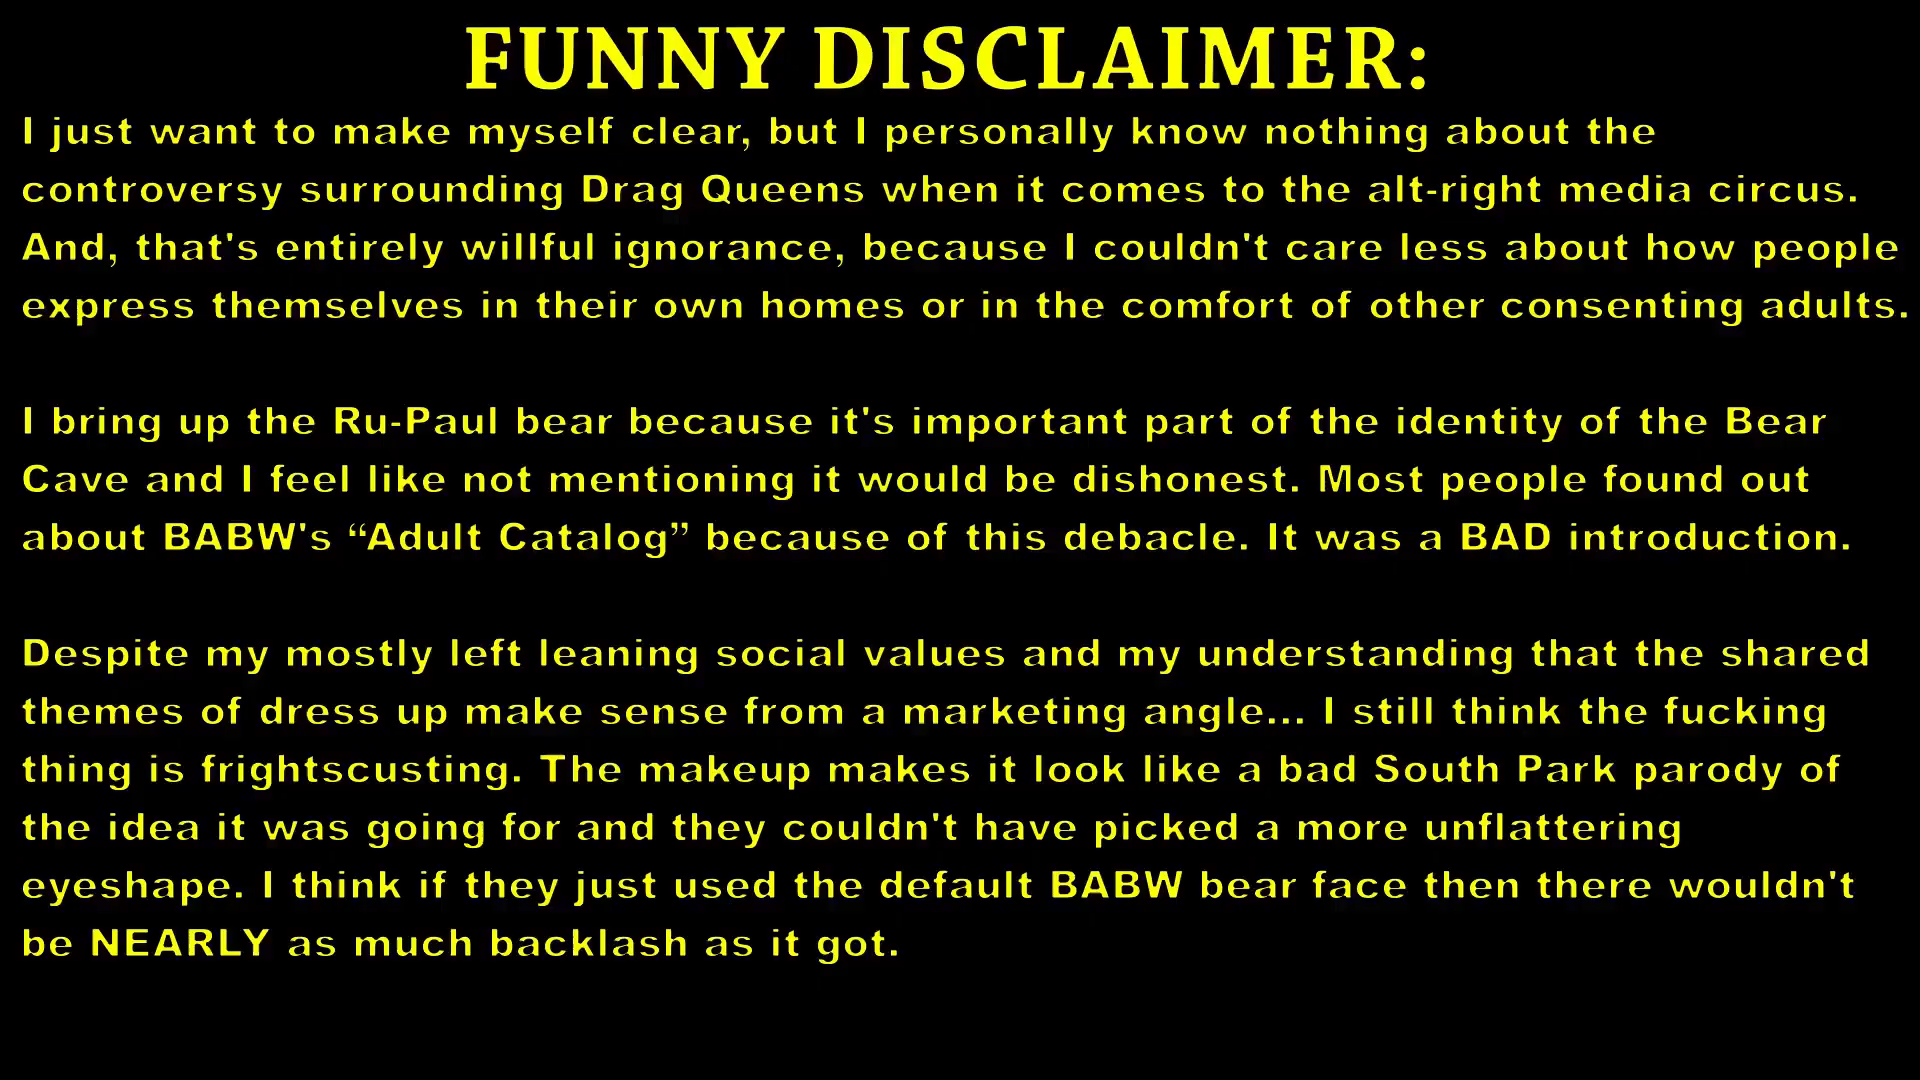 FUNNY DISCLAIMER:
I just want to make myself clear, but I personally know nothing about the
controversy surrounding Drag Queens when it comes to the alt-right media circus.
And, that's entirely willful ignorance, because I couldn't care less about how people
express themselves in their own homes or in the comfort of other consenting adults.
I bring up the Ru-Paul bear because it's important part of the identity of the Bear
Cave and I feel like not mentioning it would be dishonest. Most people found out
about BABW's “Adult Catalog” because of this debacle. It was a BAD introduction.
Despite my mostly left leaning social values and my understanding that the shared
themes of dress up make sense from a marketing angle... I still think the fucking
thing is frightscusting. The makeup makes it look like a bad South Park parody of
the idea it was going for and they couldn't have picked a more unflattering
eyeshape. I think if they just used the default BABW bear face then there wouldn't
be NEARLY as much backlash as it got.